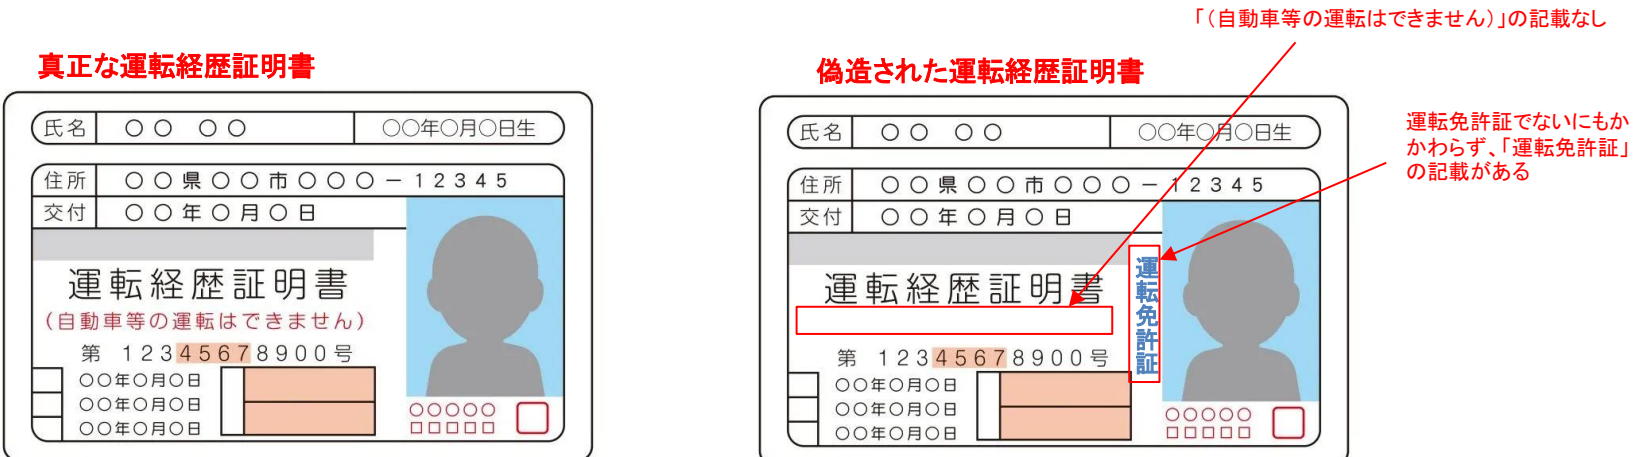 「（自動車等の運転はできません）」の記載なし
真正な運転経歴証明書
氏名 〇〇 〇〇 〇〇年〇月〇日生
住所 〇〇県〇〇市〇〇〇－12345
交付 〇〇年〇月〇日
運転経歴証明書
（自動車等の運転はできません）
第 12345678900号
〇〇年〇月〇日
〇〇年〇月〇日
〇〇年〇月〇日
〇〇〇〇〇
□□□□□
偽造された運転経歴証明書
氏名 〇〇 〇〇 〇〇年〇月〇日生
住所 〇〇県〇〇市〇〇〇－12345
交付 〇〇年〇月〇日
運転経歴証明書
運転免許証
第 12345678900号
〇〇年〇月〇日
〇〇年〇月〇日
〇〇年〇月〇日
〇〇〇〇〇
□□□□□
運転免許証でないにもか
かわらず、「運転免許証」
の記載がある